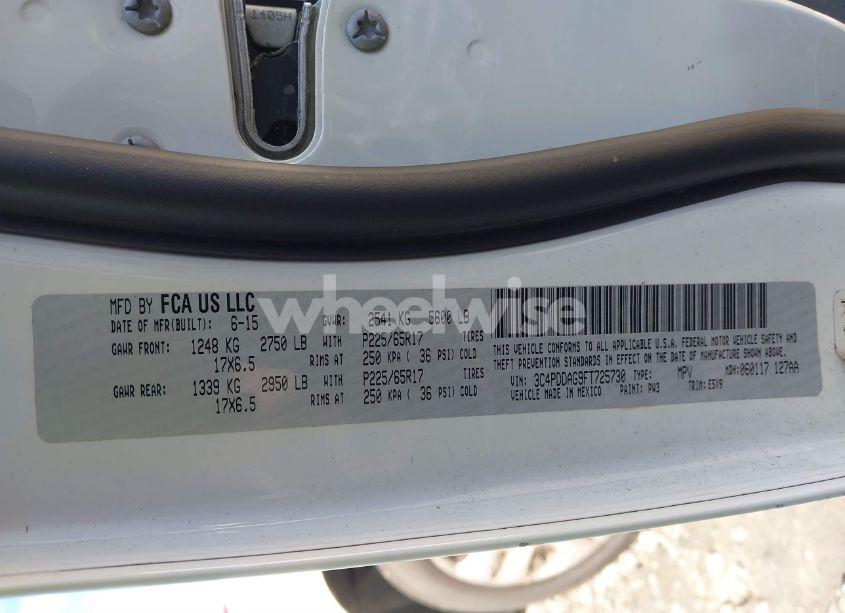 1405H
MFD BY FCA US LLC
DATE OF MFR(BUILT): 6-15 GVWR: 2541 KG 5600 LB
GAWR FRONT: 1248 KG 2750 LB WITH P225/65R17 TIRES
17X6.5 RIMS AT 250 KPA ( 36 PSI) COLD
GAWR REAR: 1339 KG 2950 LB WITH P225/65R17 TIRES
17X6.5 RIMS AT 250 KPA ( 36 PSI) COLD
THIS VEHICLE CONFORMS TO ALL APPLICABLE U.S.A. FEDERAL MOTOR VEHICLE SAFETY AND
THEFT PREVENTION STANDARDS IN EFFECT ON THE DATE OF MANUFACTURE SHOWN ABOVE.
VIN: 3C4PDDAG9FT725730 TYPE: MPV MDH: 060117 127AA
VEHICLE MADE IN MEXICO PAINT: PW3 TRIM: E5X9
wheelwise